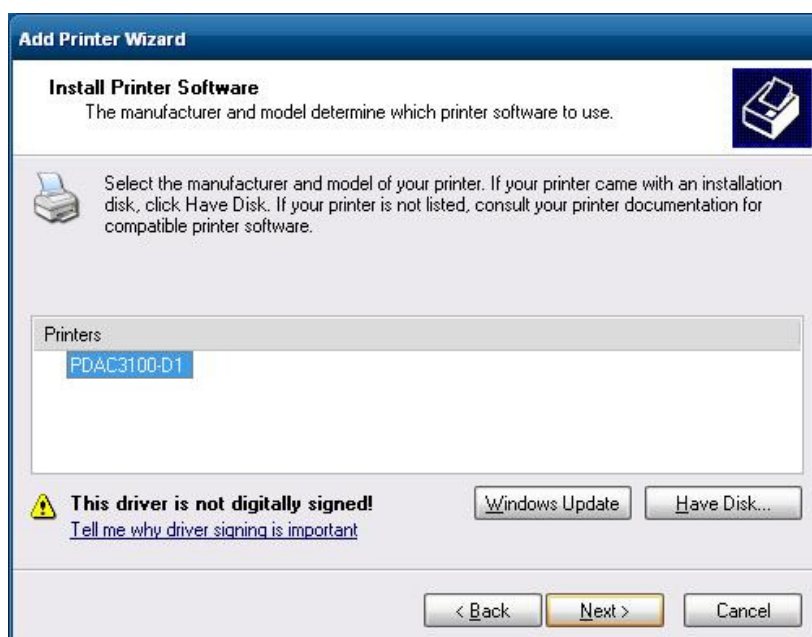 Add Printer Wizard
Install Printer Software
The manufacturer and model determine which printer software to use.
Select the manufacturer and model of your printer. If your printer came with an installation
disk, click Have Disk. If your printer is not listed, consult your printer documentation for
compatible printer software.
Printers
PDAC3100-D1
This driver is not digitally signed!
Tell me why driver signing is important
Windows Update
Have Disk...
< Back
Next >
Cancel